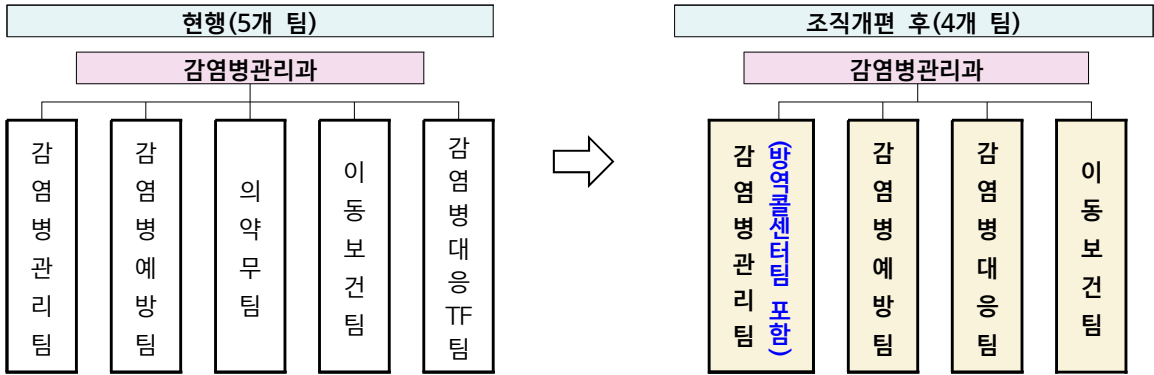 현행(5개 팀)
감염병관리과
감염병관리팀
감염병예방팀
의약무팀
이동보건팀
감염병대응TF팀
조직개편 후(4개 팀)
감염병관리과
감염병관리팀
(방역콜센터팀 포함)
감염병예방팀
감염병대응팀
이동보건팀